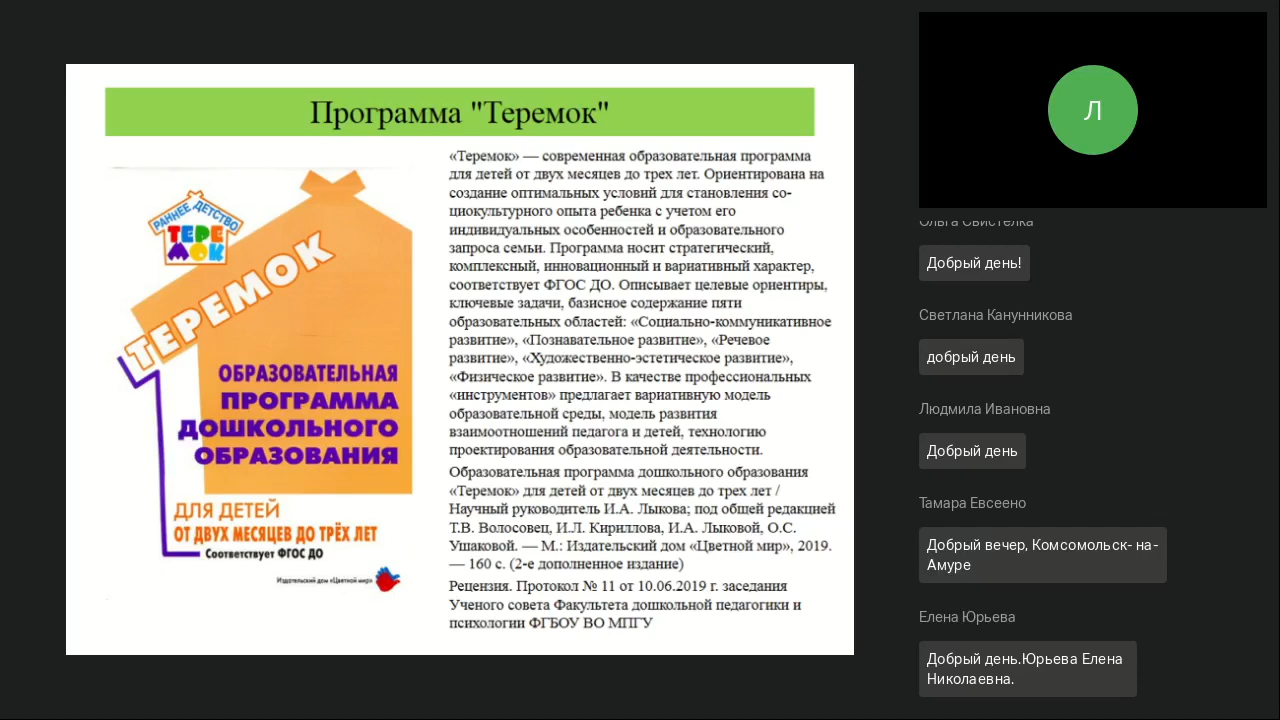 Программа "Теремок"
РАННЕЕ ДЕТСТВО
ТЕРЕ
МОК
ТЕРЕМОК
ОБРАЗОВАТЕЛЬНАЯ
ПРОГРАММА
ДОШКОЛЬНОГО
ОБРАЗОВАНИЯ
ДЛЯ ДЕТЕЙ
ОТ ДВУХ МЕСЯЦЕВ ДО ТРЁХ ЛЕТ
Соответствует ФГОС ДО
Издательский дом «Цветной мир»
«Теремок» — современная образовательная программа
для детей от двух месяцев до трех лет. Ориентирована на
создание оптимальных условий для становления со-
циокультурного опыта ребенка с учетом его
индивидуальных особенностей и образовательного
запроса семьи. Программа носит стратегический,
комплексный, инновационный и вариативный характер,
соответствует ФГОС ДО. Описывает целевые ориентиры,
ключевые задачи, базисное содержание пяти
образовательных областей: «Социально-коммуникативное
развитие», «Познавательное развитие», «Речевое
развитие», «Художественно-эстетическое развитие»,
«Физическое развитие». В качестве профессиональных
«инструментов» предлагает вариативную модель
образовательной среды, модель развития
взаимоотношений педагога и детей, технологию
проектирования образовательной деятельности.
Образовательная программа дошкольного образования
«Теремок» для детей от двух месяцев до трех лет /
Научный руководитель И.А. Лыкова; под общей редакцией
Т.В. Волосовец, И.Л. Кириллова, И.А. Лыковой, О.С.
Ушаковой. — М.: Издательский дом «Цветной мир», 2019.
— 160 с. (2-е дополненное издание)
Рецензия. Протокол № 11 от 10.06.2019 г. заседания
Ученого совета Факультета дошкольной педагогики и
психологии ФГБОУ ВО МПГУ
Л
Ольга Свистелка
Добрый день!
Светлана Канунникова
добрый день
Людмила Ивановна
Добрый день
Тамара Евсеено
Добрый вечер, Комсомольск- на-
Амуре
Елена Юрьева
Добрый день.Юрьева Елена
Николаевна.